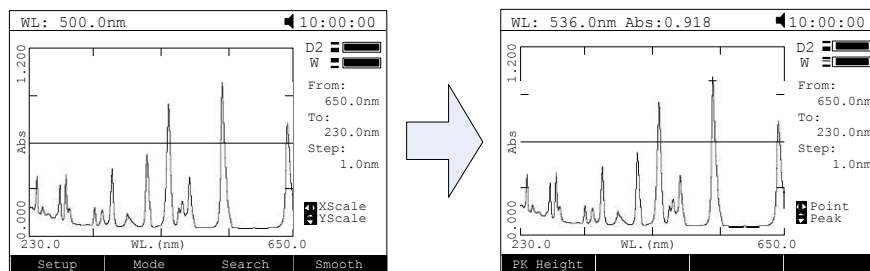 WL: 500.0nm 10:00:00
1.200
Abs
0.000
D2
W
From:
650.0nm
To:
230.0nm
Step:
1.0nm
XScale
YScale
230.0 WL.(nm) 650.0
Setup Mode Search Smooth
WL: 536.0nm Abs:0.918 10:00:00
1.200
Abs
0.000
D2
W
From:
650.0nm
To:
230.0nm
Step:
1.0nm
Point
Peak
230.0 WL.(nm) 650.0
PK Height